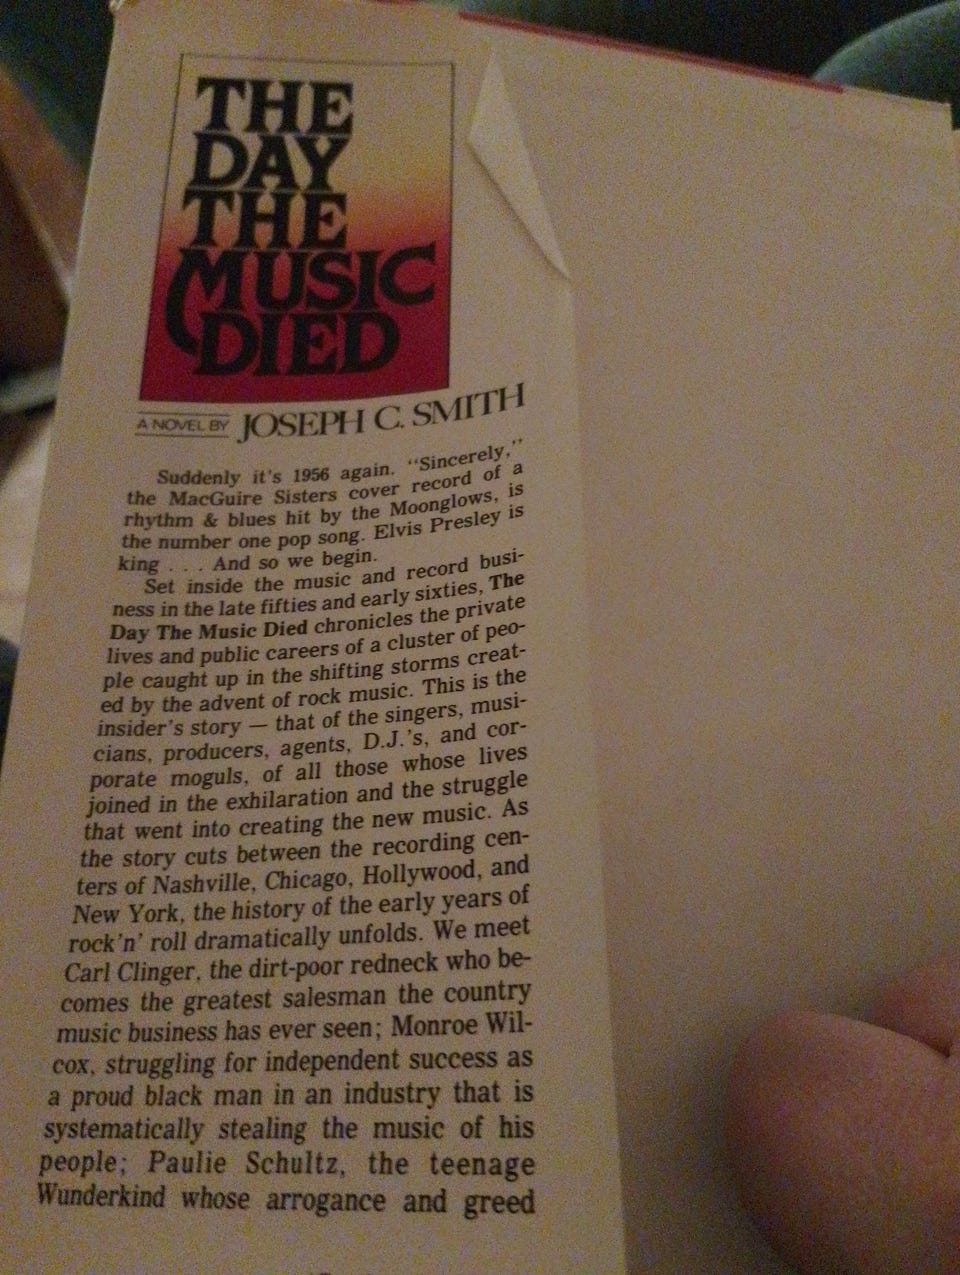 THE
DAY
THE
MUSIC
DIED
A NOVEL BY JOSEPH C. SMITH
Suddenly it's 1956 again. "Sincerely,"
the MacGuire Sisters cover record of a
rhythm & blues hit by the Moonglows, is
the number one pop song. Elvis Presley is
king . . . And so we begin.
Set inside the music and record busi-
ness in the late fifties and early sixties, The
Day The Music Died chronicles the private
lives and public careers of a cluster of peo-
ple caught up in the shifting storms creat-
ed by the advent of rock music. This is the
insider's story — that of the singers, musi-
cians, producers, agents, D.J.'s, and cor-
porate moguls, of all those whose lives
joined in the exhilaration and the struggle
that went into creating the new music. As
the story cuts between the recording cen-
ters of Nashville, Chicago, Hollywood, and
New York, the history of the early years of
rock'n' roll dramatically unfolds. We meet
Carl Clinger, the dirt-poor redneck who be-
comes the greatest salesman the country
music business has ever seen; Monroe Wil-
cox, struggling for independent success as
a proud black man in an industry that is
systematically stealing the music of his
people; Paulie Schultz, the teenage
Wunderkind whose arrogance and greed